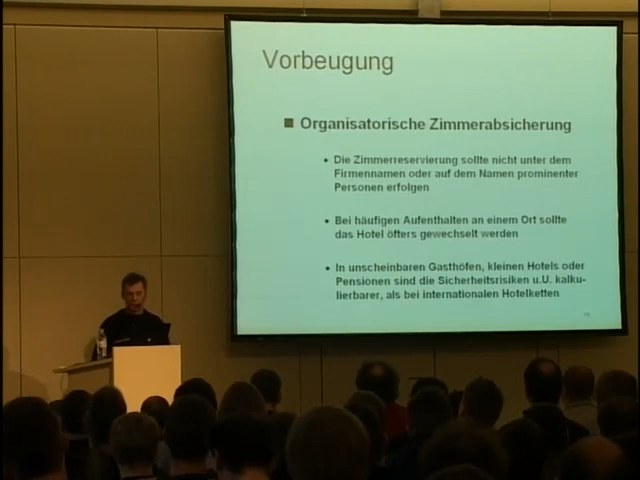 Vorbeugung
Organisatorische Zimmerabsicherung
Die Zimmerreservierung sollte nicht unter dem
Firmennamen oder auf dem Namen prominenter
Personen erfolgen
Bei häufigen Aufenthalten an einem Ort sollte
das Hotel öfters gewechselt werden
In unscheinbaren Gasthöfen, kleinen Hotels oder
Pensionen sind die Sicherheitsrisiken u.U. kalku-
lierbarer, als bei internationalen Hotelketten